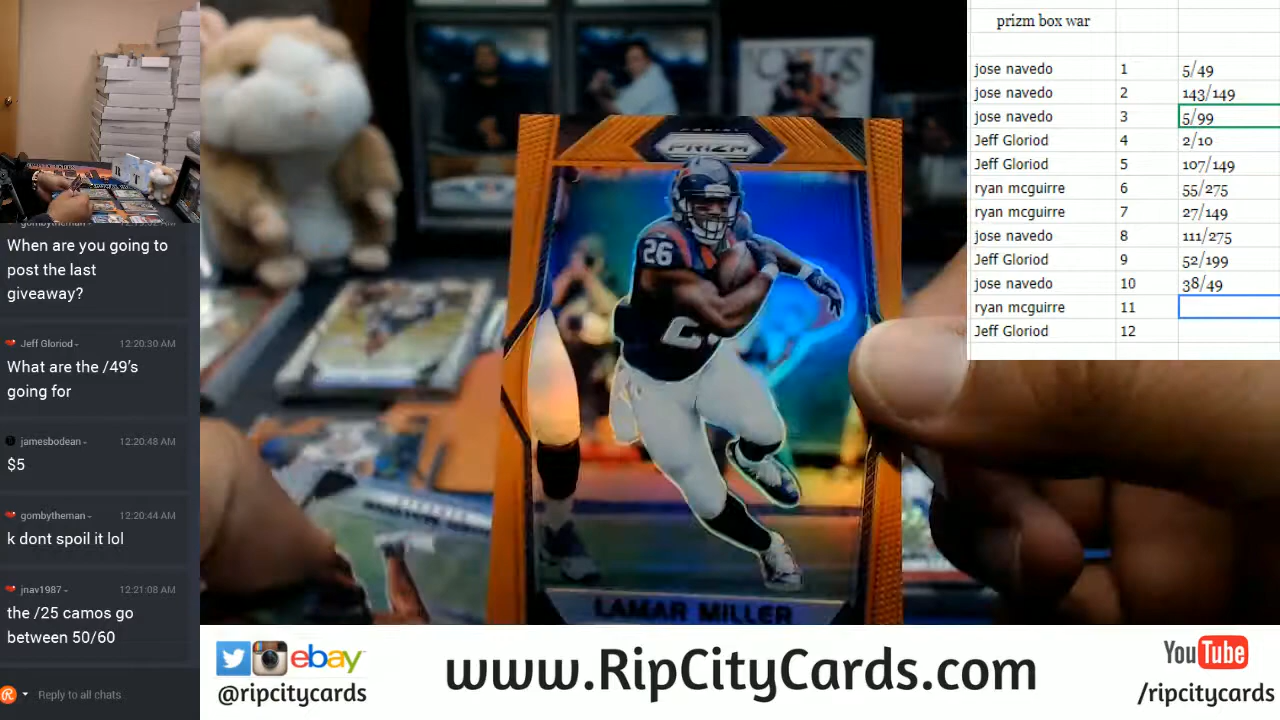 gombytheman -
When are you going to
post the last
giveaway?
Jeff Gloriod -
12:20:30 AM
What are the /49's
going for
jamesbodean -
12:20:48 AM
$5
gombytheman -
12:20:44 AM
k dont spoil it lol
jnav1987 -
12:21:08 AM
the /25 camos go
between 50/60
Reply to all chats
PRIZM
26
LAMAR MILLER
prizm box war
jose navedo 1 5/49
jose navedo 2 143/149
jose navedo 3 5/99
Jeff Gloriod 4 2/10
Jeff Gloriod 5 107/149
ryan mcguirre 6 55/275
ryan mcguirre 7 27/149
jose navedo 8 111/275
Jeff Gloriod 9 52/199
jose navedo 10 38/49
ryan mcguirre 11
Jeff Gloriod 12
ebay
@ripcitycards
www.RipCityCards.com
YouTube
/ripcitycards